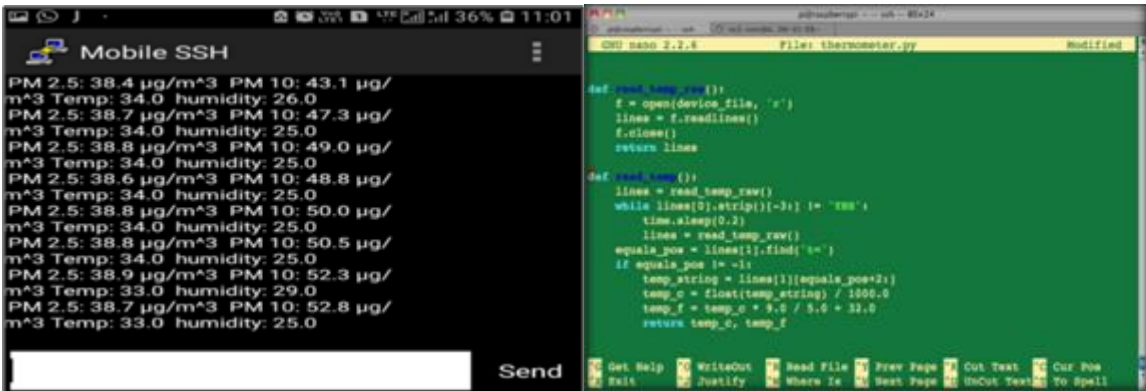 36% 11:01
Mobile SSH
PM 2.5: 38.4 µg/m^3 PM 10: 43.1 µg/
m^3 Temp: 34.0 humidity: 26.0
PM 2.5: 38.7 µg/m^3 PM 10: 47.3 µg/
m^3 Temp: 34.0 humidity: 25.0
PM 2.5: 38.8 µg/m^3 PM 10: 49.0 µg/
m^3 Temp: 34.0 humidity: 25.0
PM 2.5: 38.6 µg/m^3 PM 10: 48.8 µg/
m^3 Temp: 34.0 humidity: 25.0
PM 2.5: 38.8 µg/m^3 PM 10: 50.0 µg/
m^3 Temp: 34.0 humidity: 25.0
PM 2.5: 38.8 µg/m^3 PM 10: 50.5 µg/
m^3 Temp: 34.0 humidity: 25.0
PM 2.5: 38.9 µg/m^3 PM 10: 52.3 µg/
m^3 Temp: 33.0 humidity: 29.0
PM 2.5: 38.7 µg/m^3 PM 10: 52.8 µg/
m^3 Temp: 33.0 humidity: 25.0
Send
GNU nano 2.2.6 File: thermometer.py Modified
def read_temp_raw():
f = open(device_file, 'r')
lines = f.readlines()
f.close()
return lines
def read_temp():
lines = read_temp_raw()
while lines[0].strip()[-3:] != 'YES':
time.sleep(0.2)
lines = read_temp_raw()
equals_pos = lines[1].find('t=')
if equals_pos != -1:
temp_string = lines[1][equals_pos+2:]
temp_c = float(temp_string) / 1000.0
temp_f = temp_c * 9.0 / 5.0 + 32.0
return temp_c, temp_f
Get Help WriteOut Read File Prev Page Cut Text Cur Pos
Exit Justify Where Is Next Page UnCut Text To Spell